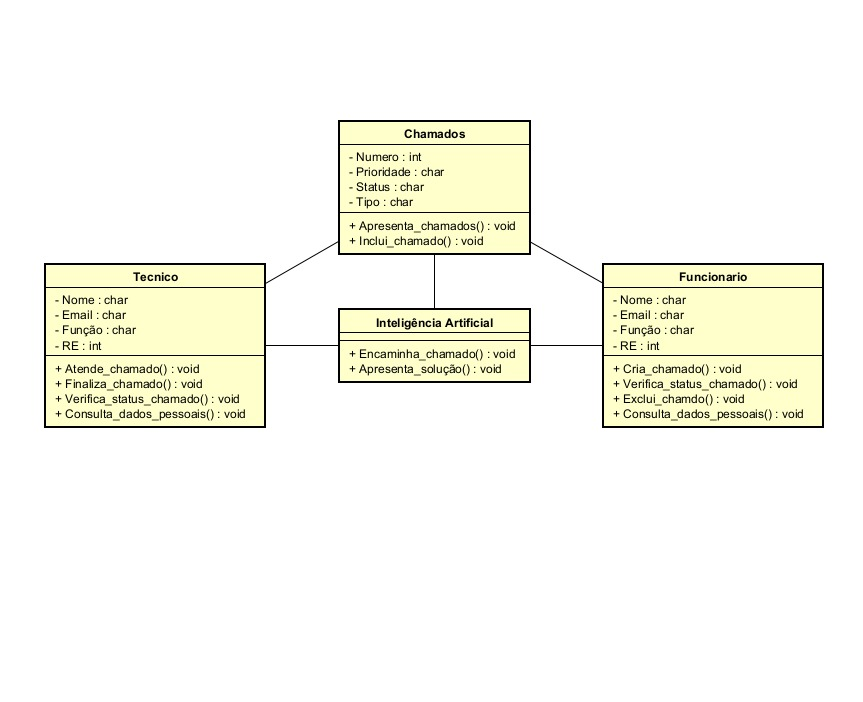 Chamados
- Numero : int
- Prioridade : char
- Status : char
- Tipo : char
+ Apresenta_chamados() : void
+ Inclui_chamado() : void
Tecnico
- Nome : char
- Email : char
- Função : char
- RE : int
+ Atende_chamado() : void
+ Finaliza_chamado() : void
+ Verifica_status_chamado() : void
+ Consulta_dados_pessoais() : void
Inteligência Artificial
+ Encaminha_chamado() : void
+ Apresenta_solução() : void
Funcionario
- Nome : char
- Email : char
- Função : char
- RE : int
+ Cria_chamado() : void
+ Verifica_status_chamado() : void
+ Exclui_chamdo() : void
+ Consulta_dados_pessoais() : void